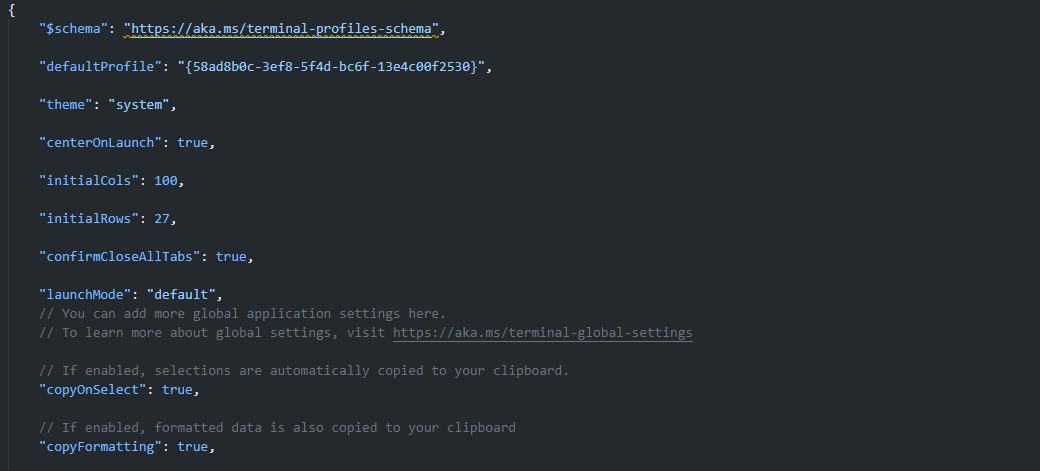 {
"$schema": "https://aka.ms/terminal-profiles-schema",
"defaultProfile": "{58ad8b0c-3ef8-5f4d-bc6f-13e4c00f2530}",
"theme": "system",
"centerOnLaunch": true,
"initialCols": 100,
"initialRows": 27,
"confirmCloseAllTabs": true,
"launchMode": "default",
// You can add more global application settings here.
// To learn more about global settings, visit https://aka.ms/terminal-global-settings
// If enabled, selections are automatically copied to your clipboard.
"copyOnSelect": true,
// If enabled, formatted data is also copied to your clipboard
"copyFormatting": true,